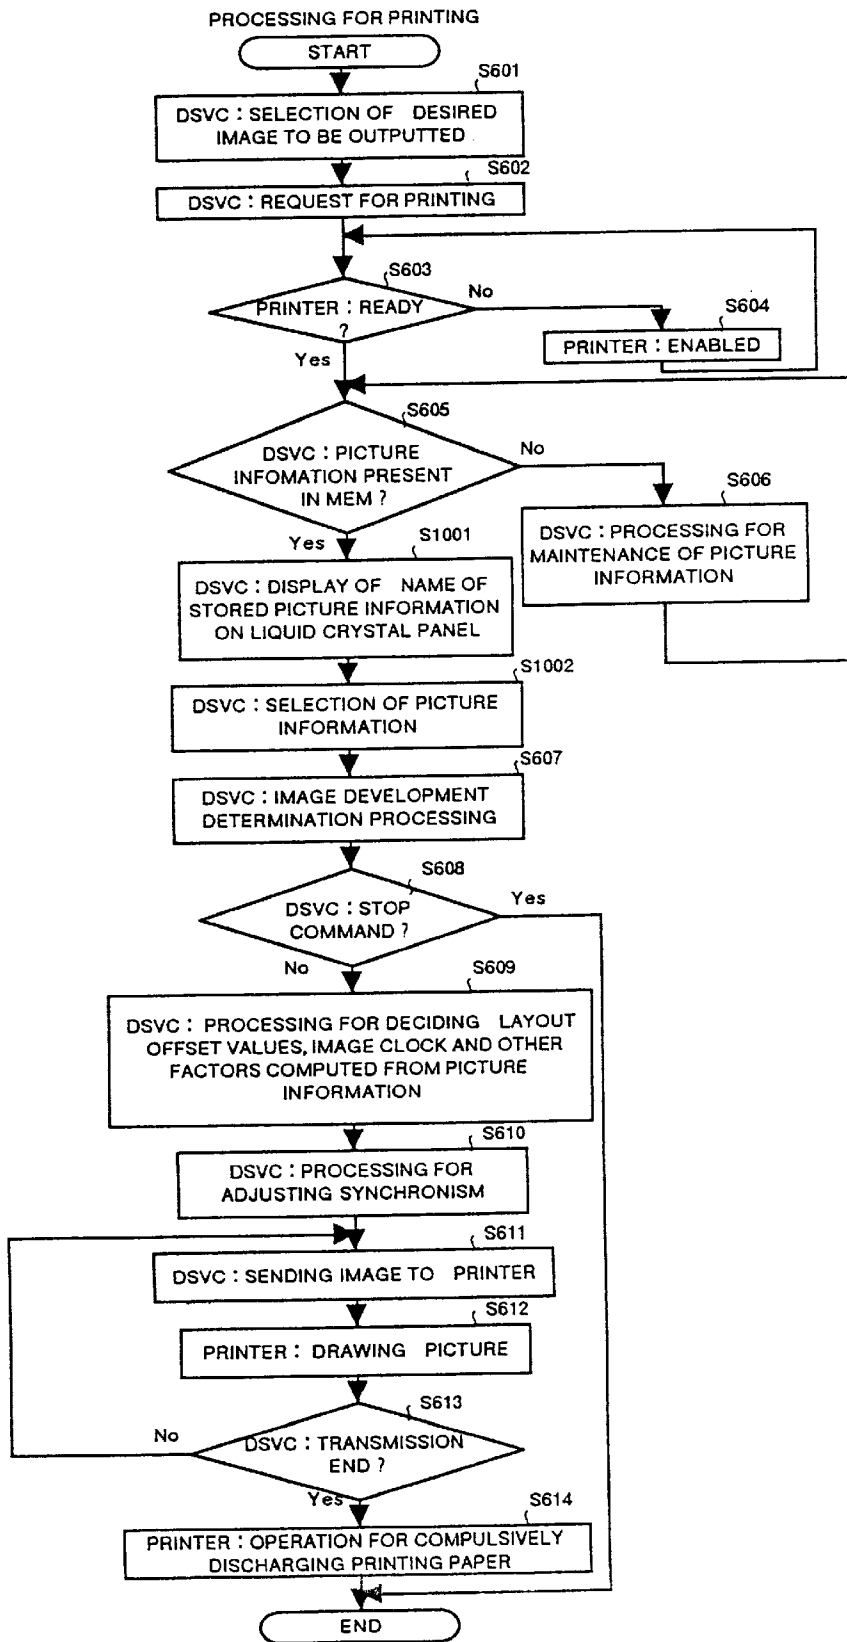 PROCESSING FOR PRINTING
START
S601
DSVC : SELECTION OF DESIRED
IMAGE TO BE OUTPUTTED
S602
DSVC : REQUEST FOR PRINTING
S603
PRINTER : READY
?
No
Yes
S604
PRINTER : ENABLED
S605
DSVC : PICTURE
INFOMATION PRESENT
IN MEM ?
No
Yes
S606
DSVC : PROCESSING FOR
MAINTENANCE OF PICTURE
INFORMATION
S1001
DSVC : DISPLAY OF NAME OF
STORED PICTURE INFORMATION
ON LIQUID CRYSTAL PANEL
S1002
DSVC : SELECTION OF PICTURE
INFORMATION
S607
DSVC : IMAGE DEVELOPMENT
DETERMINATION PROCESSING
S608
DSVC : STOP
COMMAND ?
Yes
No
S609
DSVC : PROCESSING FOR DECIDING LAYOUT
OFFSET VALUES, IMAGE CLOCK AND OTHER
FACTORS COMPUTED FROM PICTURE
INFORMATION
S610
DSVC : PROCESSING FOR
ADJUSTING SYNCHRONISM
S611
DSVC : SENDING IMAGE TO PRINTER
S612
PRINTER : DRAWING PICTURE
S613
DSVC : TRANSMISSION
END ?
No
Yes
S614
PRINTER : OPERATION FOR COMPULSIVELY
DISCHARGING PRINTING PAPER
END